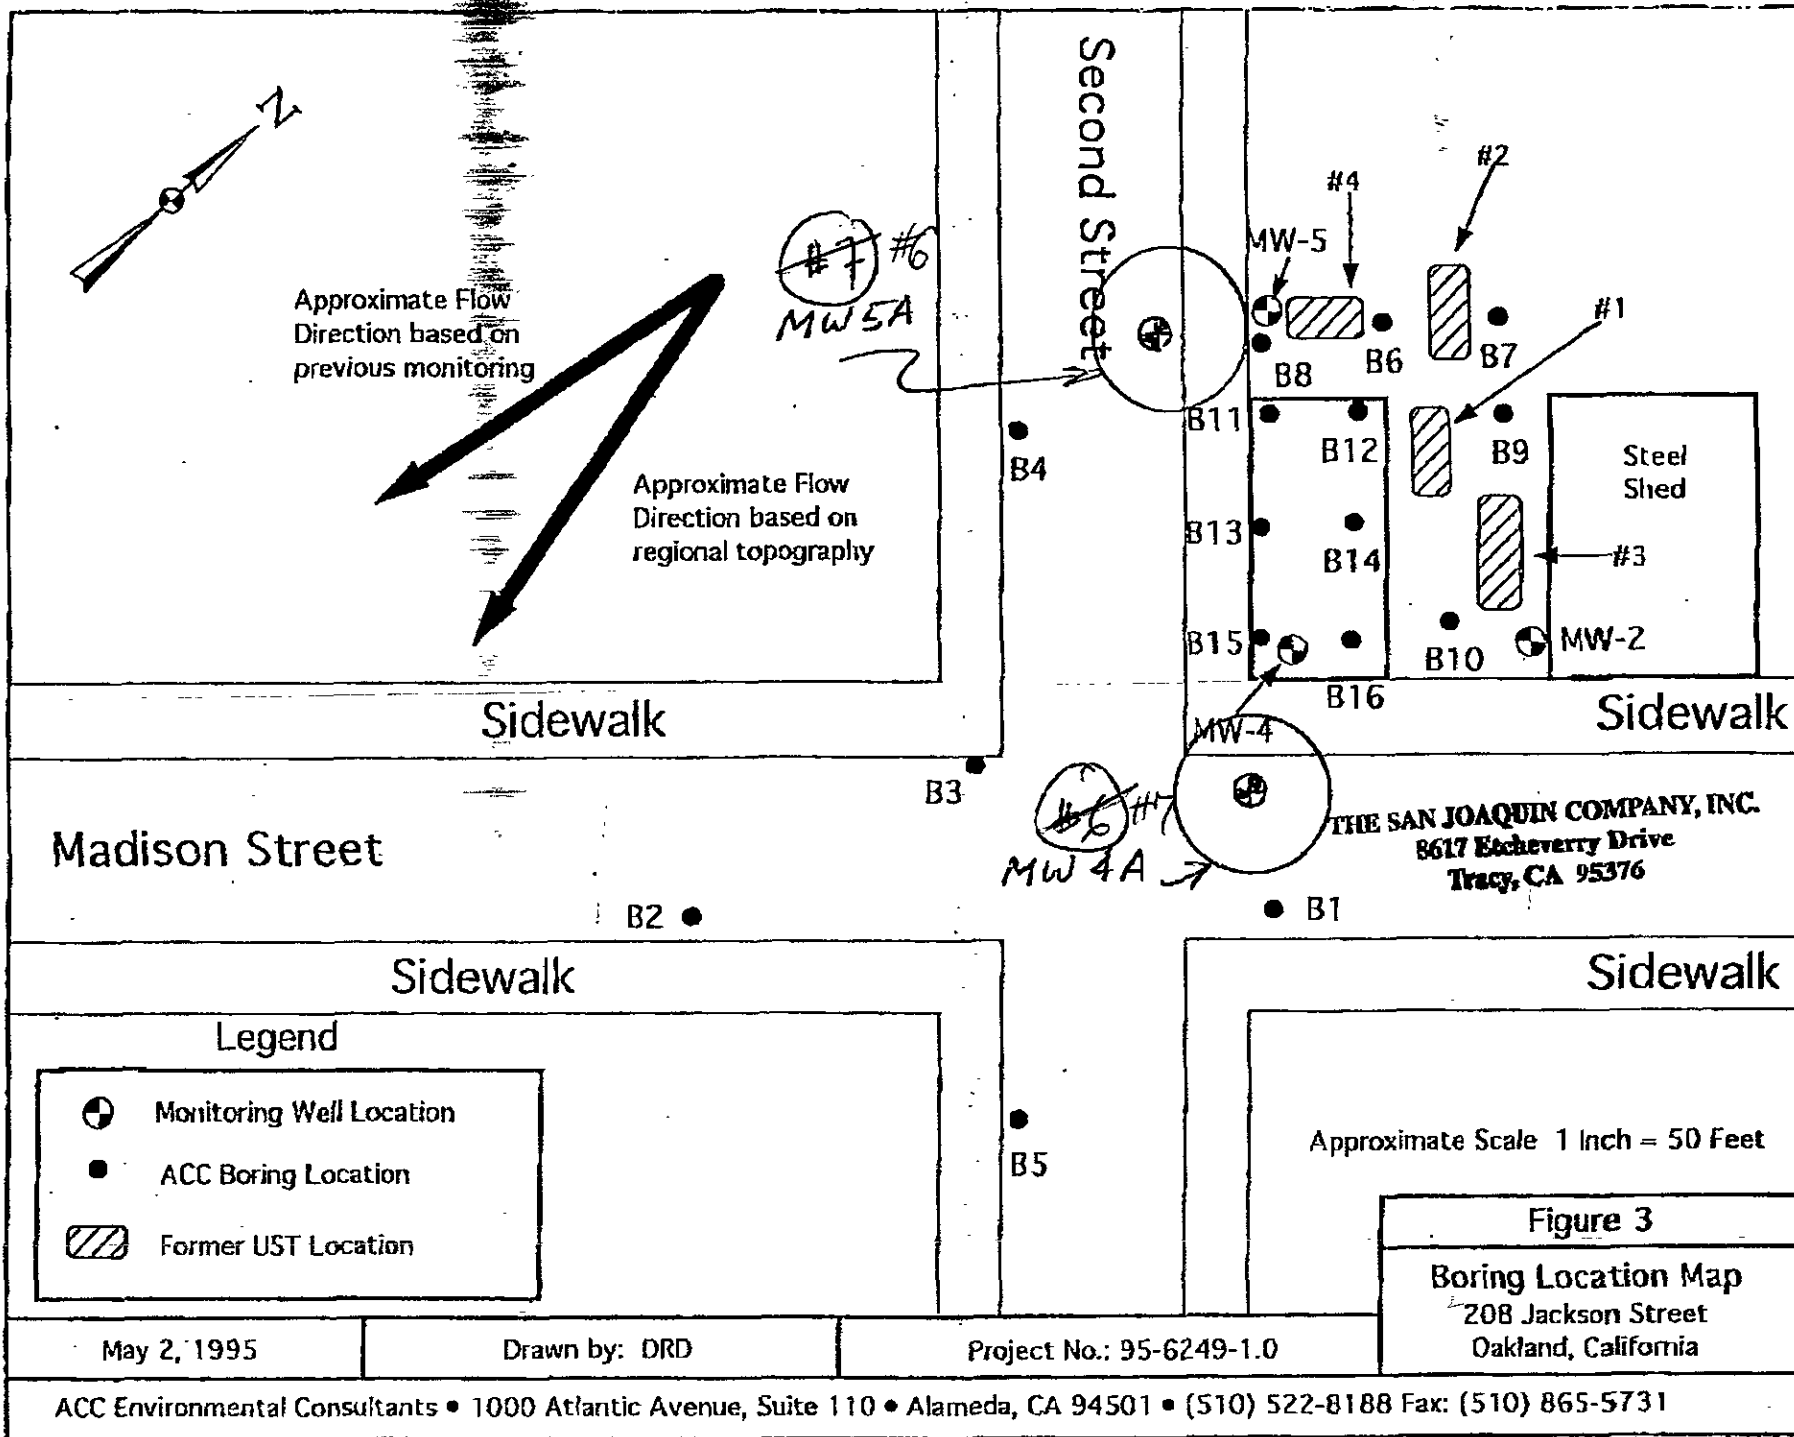 Second Street
N
#2
#4
MW-5
#7 #6
MW5A
Approximate Flow
Direction based on
previous monitoring
#1
B8
B6
B7
B11
B12
B9
Steel
Shed
B4
Approximate Flow
Direction based on
regional topography
B13
B14
#3
B15
B10
MW-2
B16
Sidewalk
Sidewalk
MW-4
B3
#6 #7
MW4A
THE SAN JOAQUIN COMPANY, INC.
8617 Etcheverry Drive
Tracy, CA 95376
Madison Street
B2
B1
Sidewalk
Sidewalk
Legend
Monitoring Well Location
ACC Boring Location
Former UST Location
B5
Approximate Scale 1 Inch = 50 Feet
Figure 3
Boring Location Map
208 Jackson Street
Oakland, California
May 2, 1995
Drawn by: DRD
Project No.: 95-6249-1.0
ACC Environmental Consultants • 1000 Atlantic Avenue, Suite 110 • Alameda, CA 94501 • (510) 522-8188 Fax: (510) 865-5731